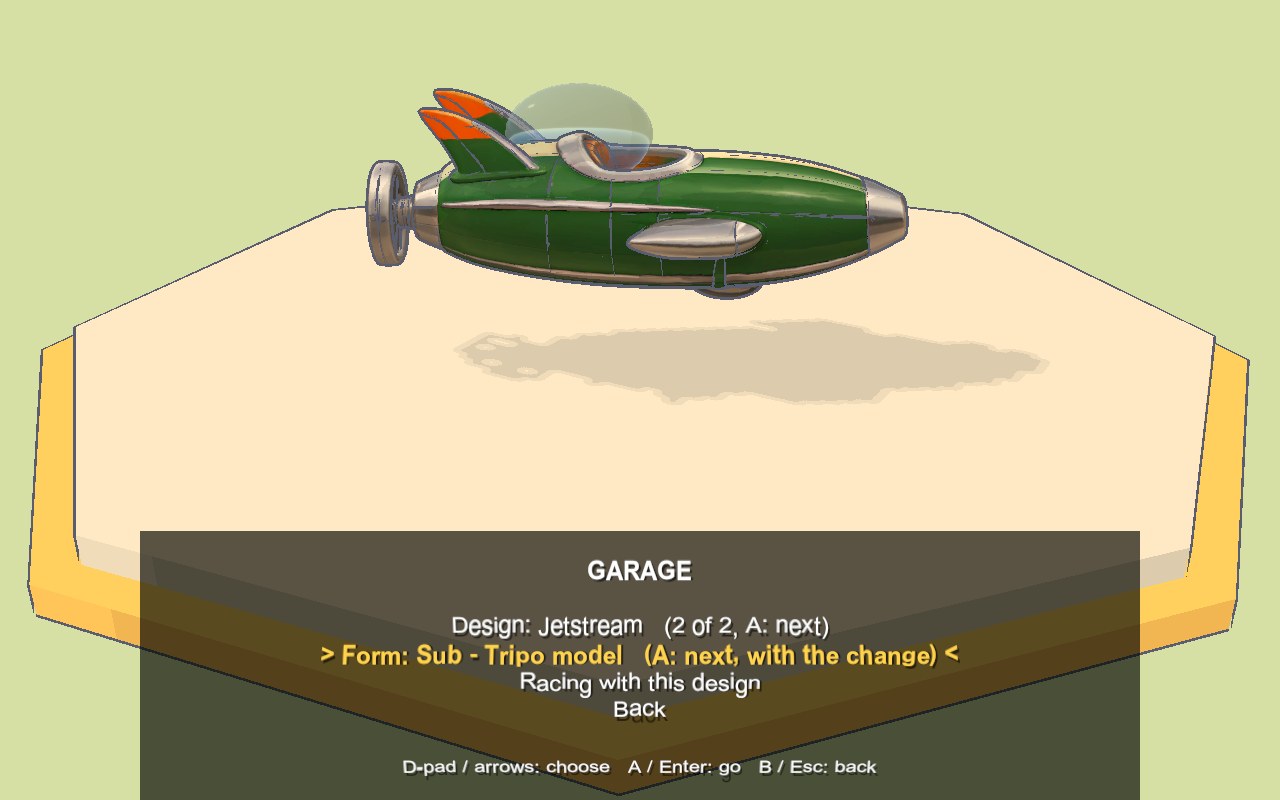 GARAGE
Design: Jetstream (2 of 2, A: next)
> Form: Sub - Tripo model (A: next, with the change) <
Racing with this design
Back
D-pad / arrows: choose A / Enter: go B / Esc: back